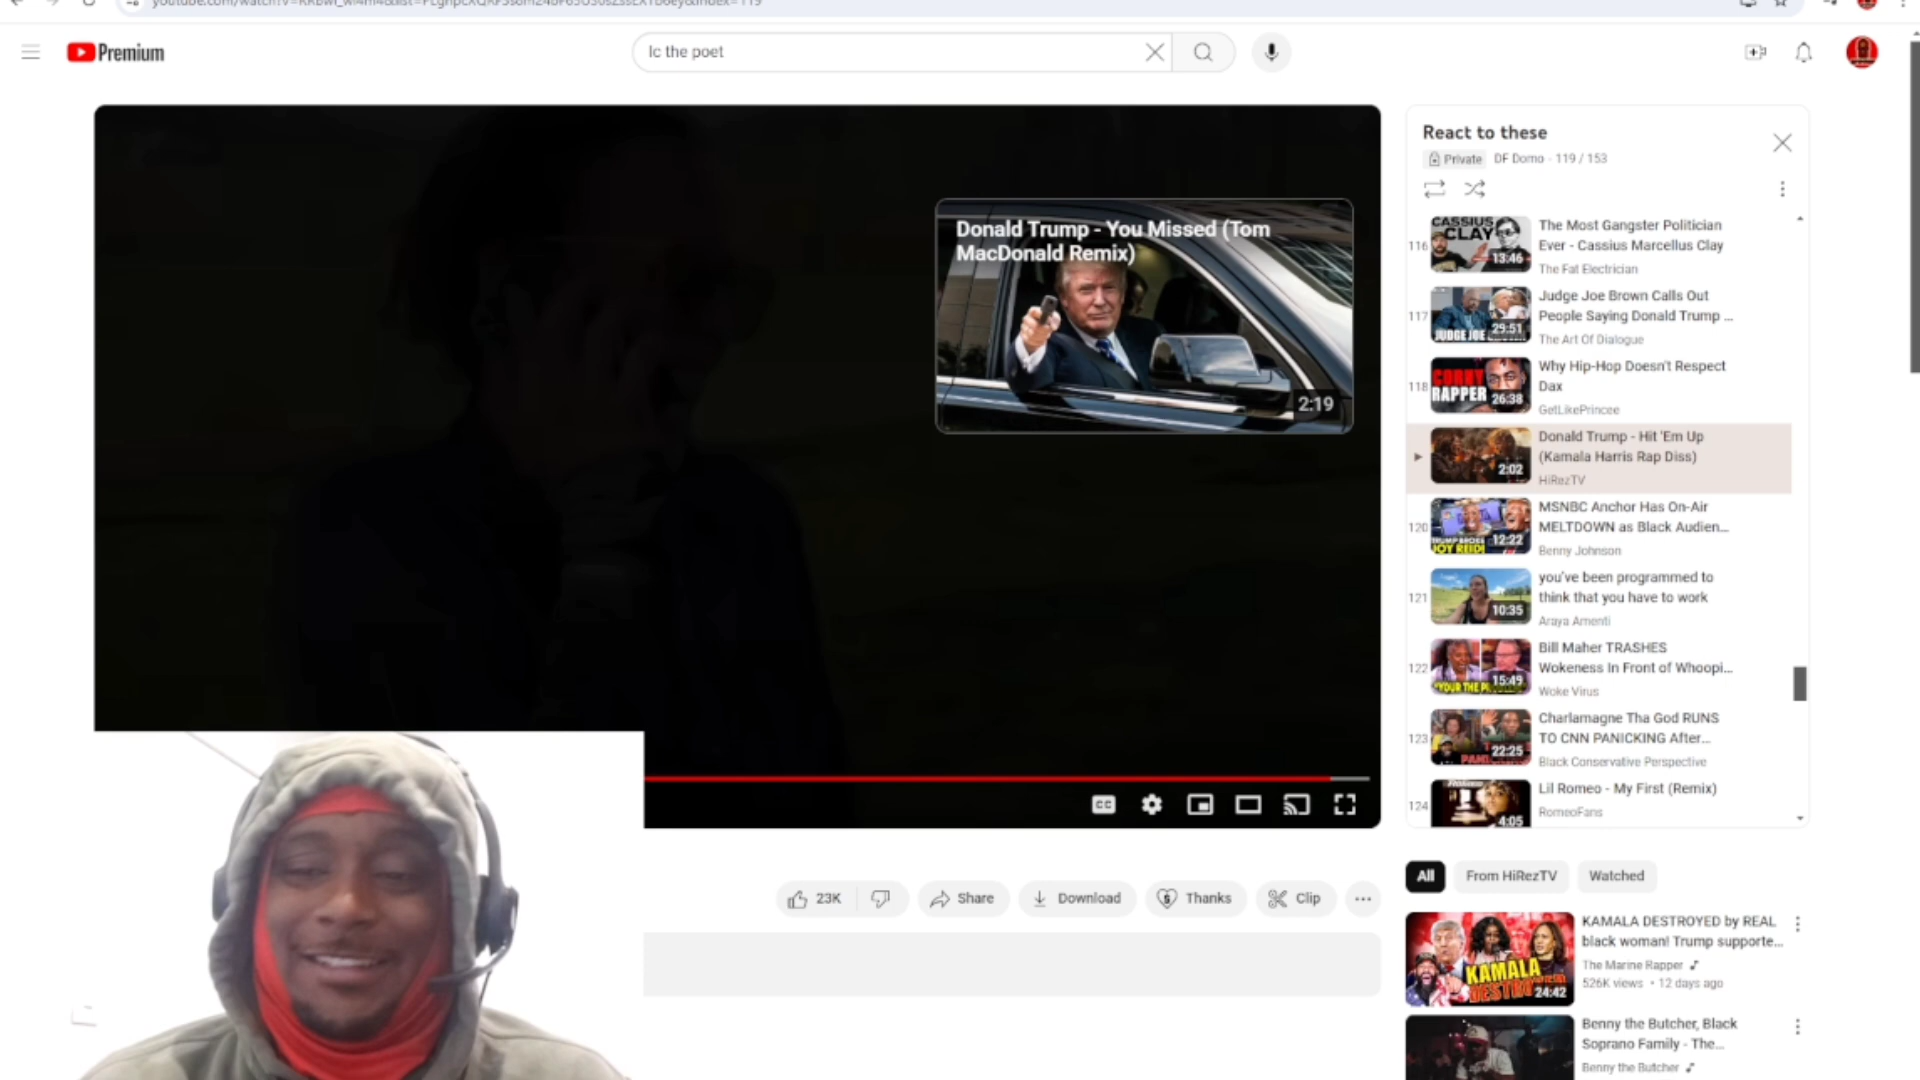 Premium
lc the poet
Donald Trump - You Missed (Tom
MacDonald Remix)
2:19
React to these
Private DF Domo - 119 / 153
116
CASSIUS
CLAY
13:46
The Most Gangster Politician
Ever - Cassius Marcellus Clay
The Fat Electrician
117
JUDGE JOE
29:51
Judge Joe Brown Calls Out
People Saying Donald Trump ...
The Art Of Dialogue
118
CORNY
RAPPER
26:38
Why Hip-Hop Doesn't Respect
Dax
GetLikePrincee
2:02
Donald Trump - Hit 'Em Up
(Kamala Harris Rap Diss)
HiRezTV
120
12:22
MSNBC Anchor Has On-Air
MELTDOWN as Black Audien...
Benny Johnson
121
10:35
you've been programmed to
think that you have to work
Araya Amenti
122
15:49
Bill Maher TRASHES
Wokeness In Front of Whoopi...
Woke Virus
123
22:25
Charlamagne Tha God RUNS
TO CNN PANICKING After...
Black Conservative Perspective
124
4:05
Lil Romeo - My First (Remix)
RomeoFans
CC
23K Share Download Thanks Clip
All From HiRezTV Watched
KAMALA
24:42
KAMALA DESTROYED by REAL
black woman! Trump supporte...
The Marine Rapper
526K views • 12 days ago
Benny the Butcher, Black
Soprano Family - The...
Benny the Butcher